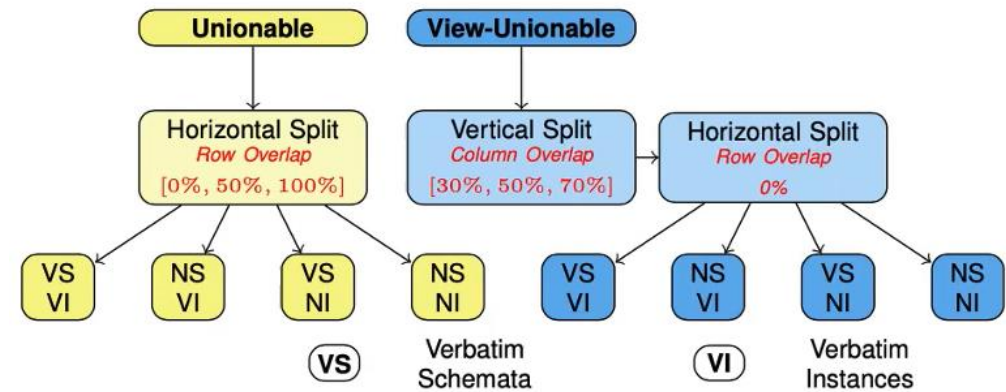 Unionable
View-Unionable
Horizontal Split
Row Overlap
[0%, 50%, 100%]
Vertical Split
Column Overlap
[30%, 50%, 70%]
Horizontal Split
Row Overlap
0%
VS
VI
NS
VI
VS
NI
NS
NI
VS
VI
NS
VI
VS
NI
NS
NI
VS
Verbatim
Schemata
VI
Verbatim
Instances